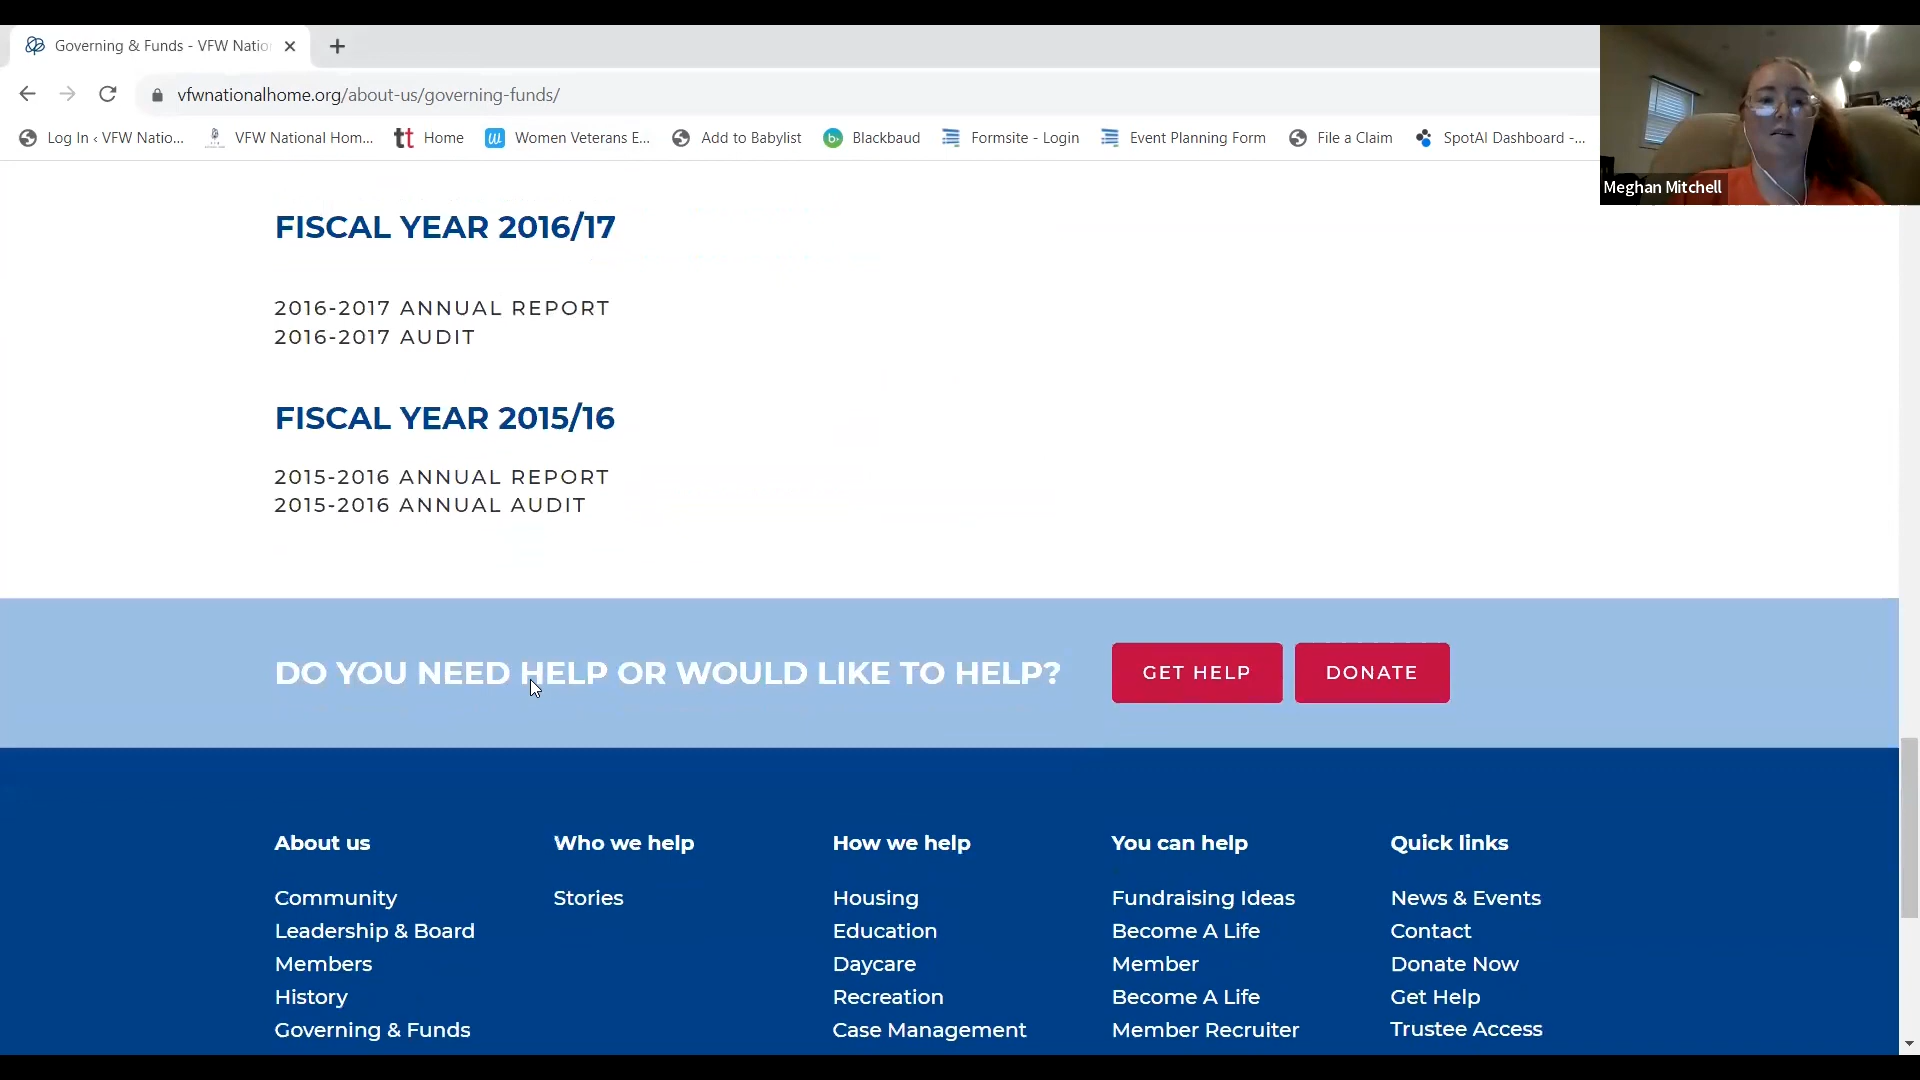 Governing & Funds - VFW Natio
vfwnationalhome.org/about-us/governing-funds/
Log In ‹ VFW Natio... VFW National Hom... tt Home Women Veterans E... Add to Babylist Blackbaud Formsite - Login Event Planning Form File a Claim SpotAI Dashboard -...
Meghan Mitchell
FISCAL YEAR 2016/17
2016-2017 ANNUAL REPORT
2016-2017 AUDIT
FISCAL YEAR 2015/16
2015-2016 ANNUAL REPORT
2015-2016 ANNUAL AUDIT
DO YOU NEED HELP OR WOULD LIKE TO HELP? GET HELP DONATE
About us
Community
Leadership & Board
Members
History
Governing & Funds
Who we help
Stories
How we help
Housing
Education
Daycare
Recreation
Case Management
You can help
Fundraising Ideas
Become A Life
Member
Become A Life
Member Recruiter
Quick links
News & Events
Contact
Donate Now
Get Help
Trustee Access